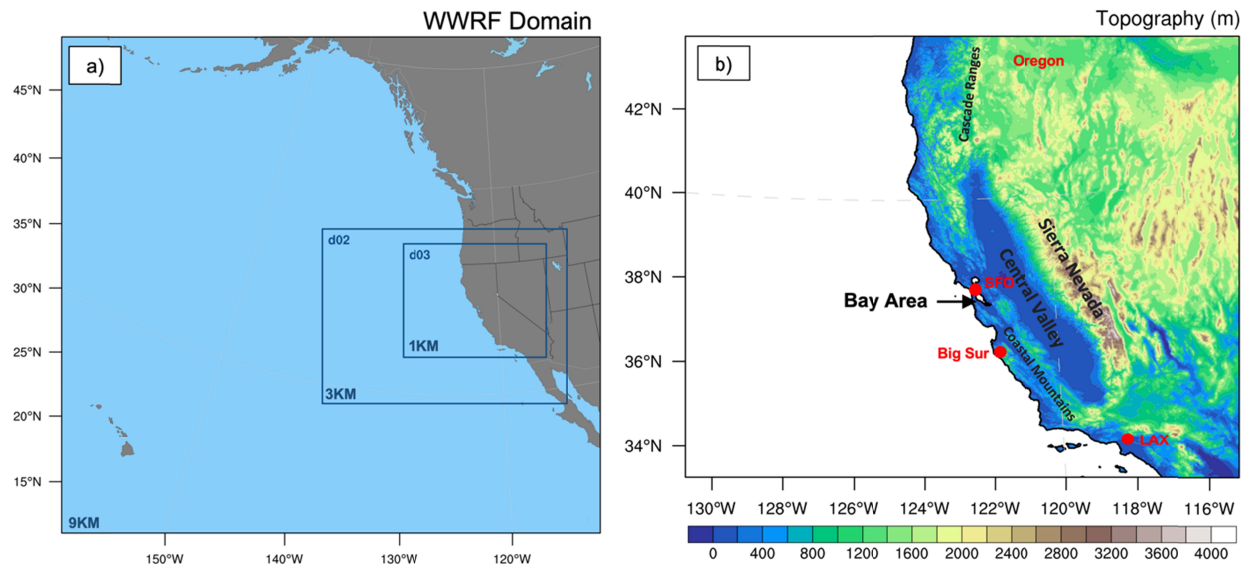 WWRF Domain
a)
45°N
40°N
35°N
30°N
25°N
20°N
15°N
d02
d03
1KM
3KM
9KM
150°W
140°W
130°W
120°W
Topography (m)
b)
Cascade Ranges
Oregon
42°N
40°N
38°N
36°N
34°N
Sierra Nevada
Central Valley
SFO
Bay Area
Big Sur
Coastal Mountains
LAX
130°W
128°W
126°W
124°W
122°W
120°W
118°W
116°W
0
400
800
1200
1600
2000
2400
2800
3200
3600
4000